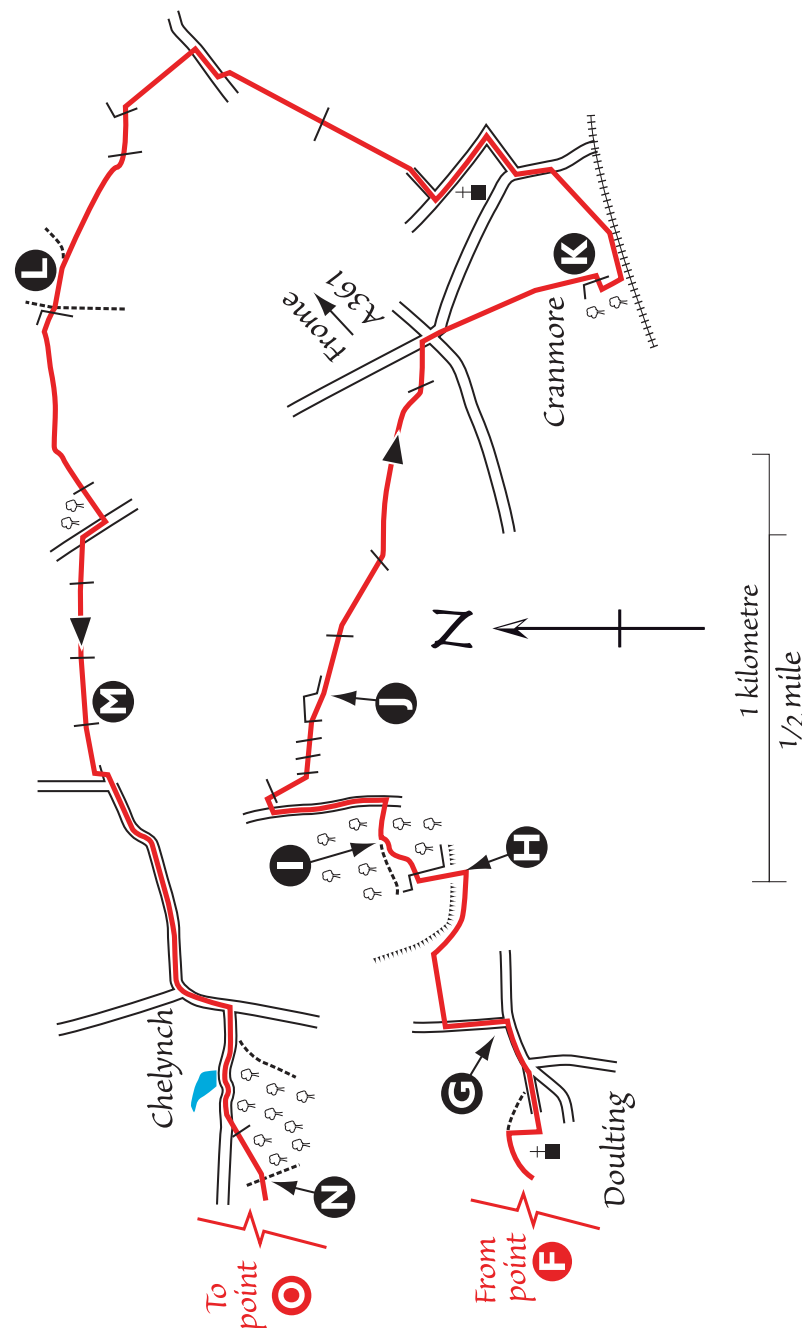 L
Frome
A361
K
Cranmore
M
J
N
1 kilometre
1/2 mile
I
H
Chelynch
G
Doulting
N
To
point
O
From
point
F